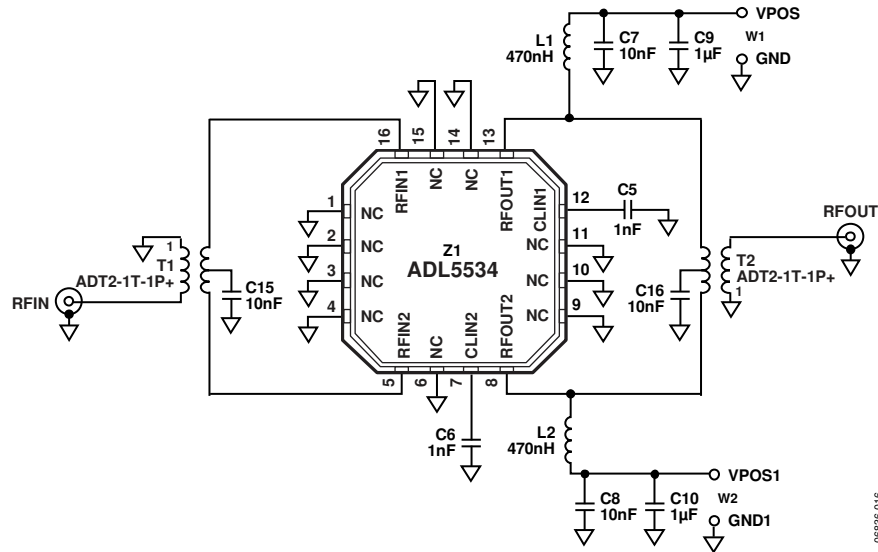 VPOS
W1
GND
L1
470nH
C7
10nF
C9
1µF
16
15
14
13
RFIN1
NC
NC
RFOUT1
CLIN1
12
C5
1nF
1
NC
2
NC
3
NC
4
NC
Z1
ADL5534
NC
11
NC
10
NC
9
RFOUT
1
T1
ADT2-1T-1P+
RFIN
C15
10nF
T2
ADT2-1T-1P+
1
C16
10nF
RFIN2
NC
CLIN2
RFOUT2
5
6
7
8
C6
1nF
L2
470nH
VPOS1
W2
GND1
C8
10nF
C10
1µF
06836-016